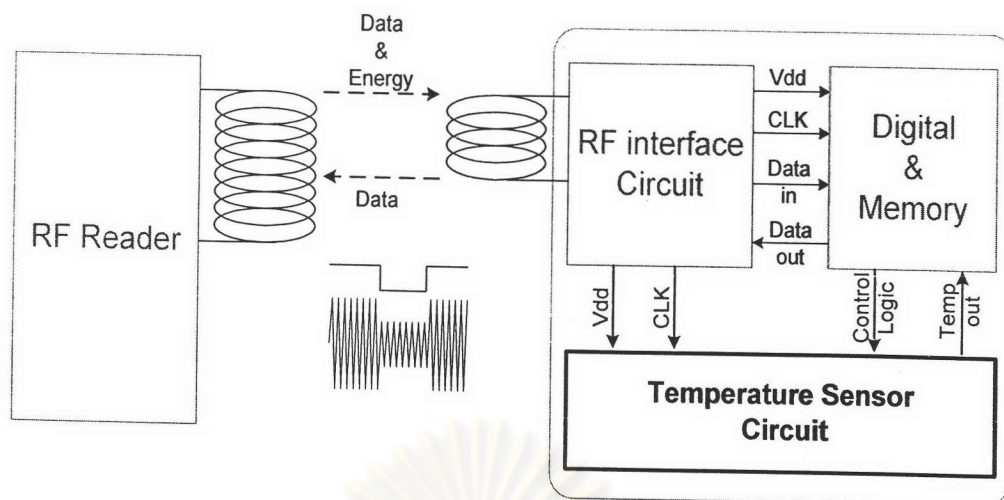 Data
&
Energy
Data
RF Reader
RF interface
Circuit
Vdd
CLK
Data
in
Data
out
Digital
&
Memory
Vdd
CLK
Control
Logic
Temp
out
Temperature Sensor
Circuit